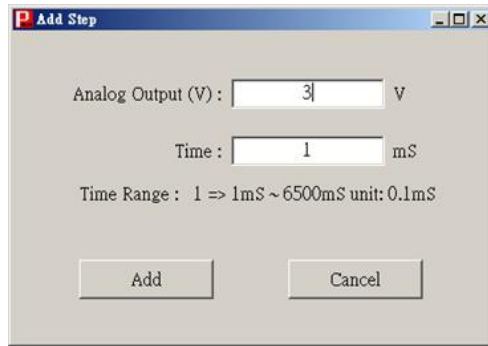 Add Step
Analog Output (V) : 3 V
Time : 1 mS
Time Range : 1 => 1mS ~ 6500mS unit: 0.1mS
Add Cancel